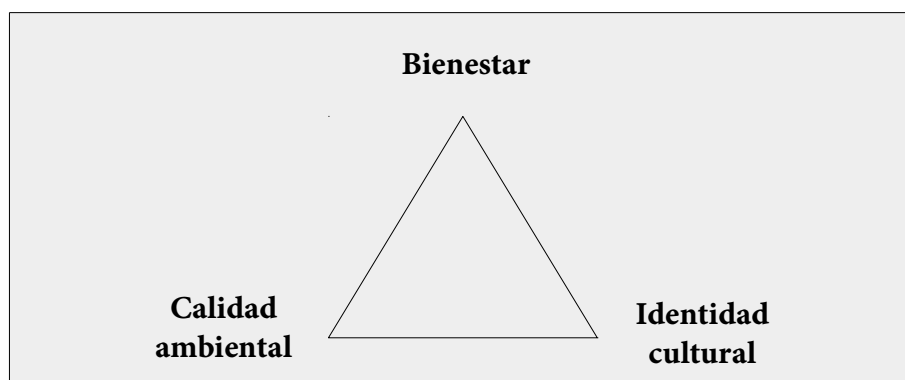 Bienestar
Calidad
ambiental
Identidad
cultural